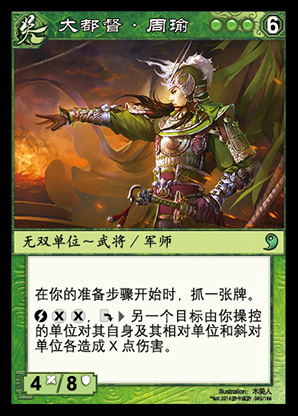 吴 大都督·周瑜 6
无双单位~武将/军师
在你的准备步骤开始时，抓一张牌。
X X，▶ 另一个目标由你操控
的单位对其自身及其相对单位和斜对
单位各造成 X 点伤害。
4 / 8
Illustration: 木美人